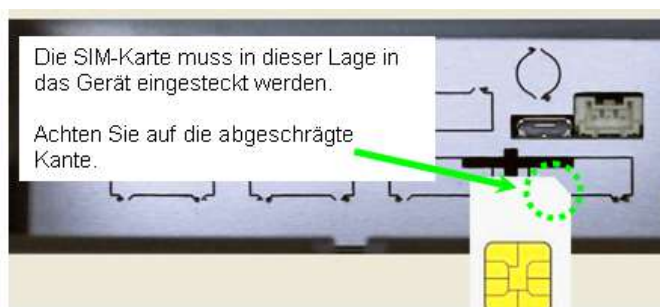 Die SIM-Karte muss in dieser Lage in
das Gerät eingesteckt werden.
Achten Sie auf die abgeschrägte
Kante.